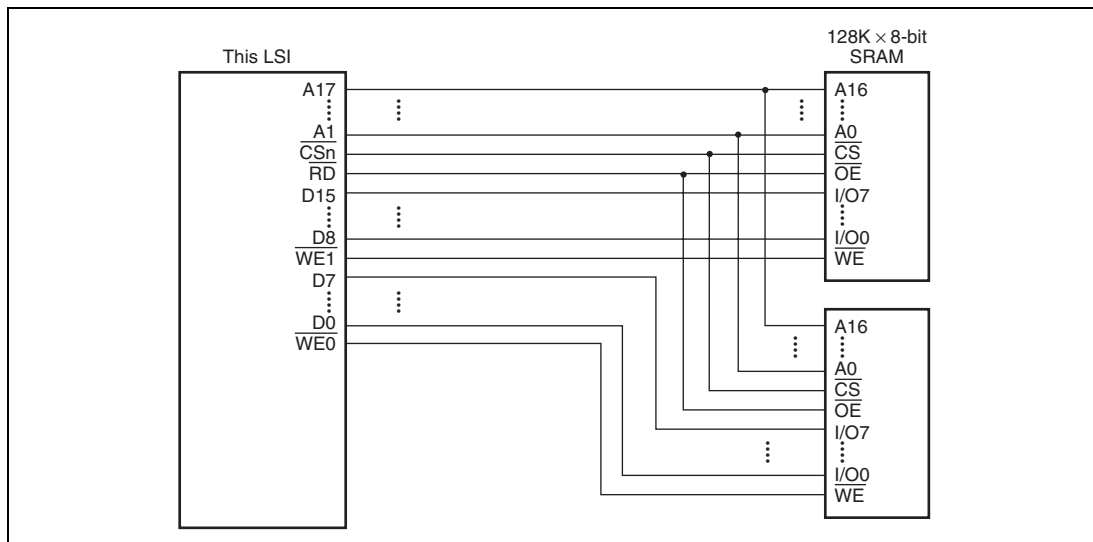 This LSI
A17
A1
CSn
RD
D15
D8
WE1
D7
D0
WE0
128K × 8-bit
SRAM
A16
A0
CS
OE
I/O7
I/O0
WE
A16
A0
CS
OE
I/O7
I/O0
WE